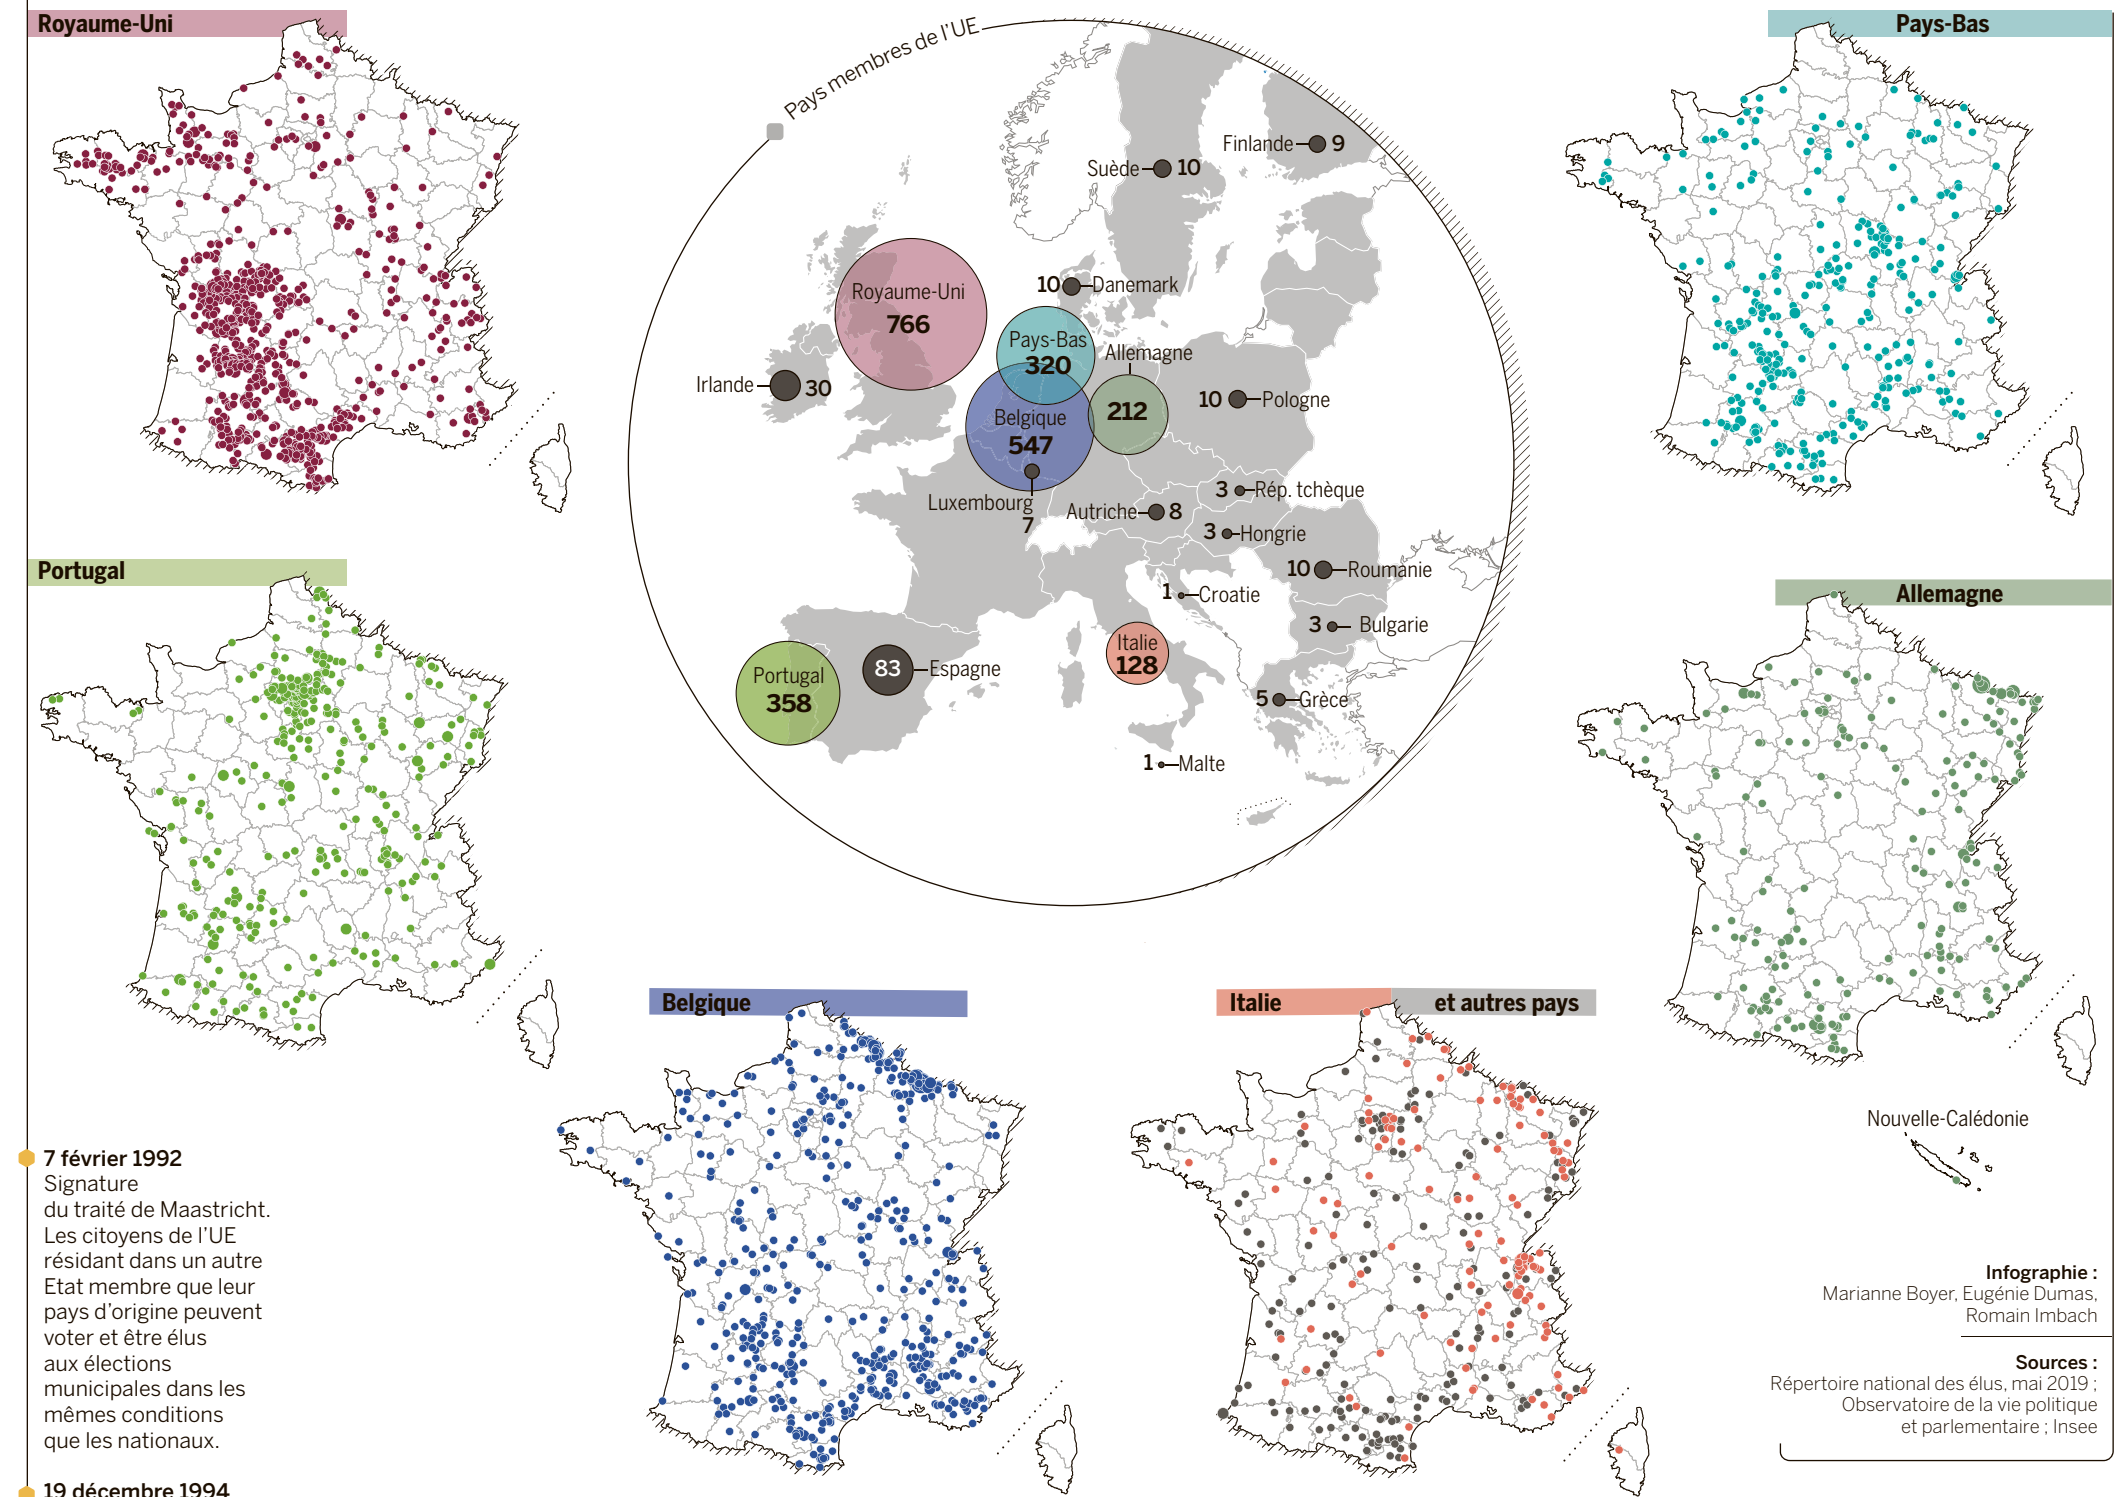 Royaume-Uni
Pays membres de l'UE
Pays-Bas
Finlande 9
Suède 10
Royaume-Uni
766
10 Danemark
Pays-Bas
320
Allemagne
212
Irlande 30
Belgique
547
10 Pologne
Luxembourg
7
3 Rép. tchèque
Autriche 8
3 Hongrie
10 Roumanie
1 Croatie
3 Bulgarie
Italie
128
Portugal
358
83 Espagne
5 Grèce
1 Malte
Portugal
Allemagne
Belgique
Italie et autres pays
Nouvelle-Calédonie
7 février 1992
Signature
du traité de Maastricht.
Les citoyens de l'UE
résidant dans un autre
Etat membre que leur
pays d'origine peuvent
voter et être élus
aux élections
municipales dans les
mêmes conditions
que les nationaux.
19 décembre 1994
Infographie :
Marianne Boyer, Eugénie Dumas,
Romain Imbach
Sources :
Répertoire national des élus, mai 2019 ;
Observatoire de la vie politique
et parlementaire ; Insee